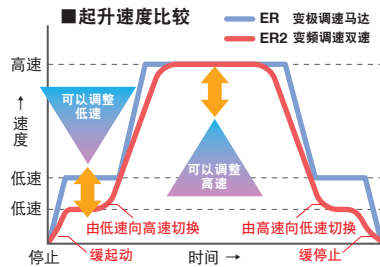 ■起升速度比较
ER 变极调速马达
ER2 变频调速双速
高速
↑
速度
低速
低速
停止
可以调整
低速
可以调整
高速
由低速向高速切换
由高速向低速切换
缓起动
时间 →
缓停止